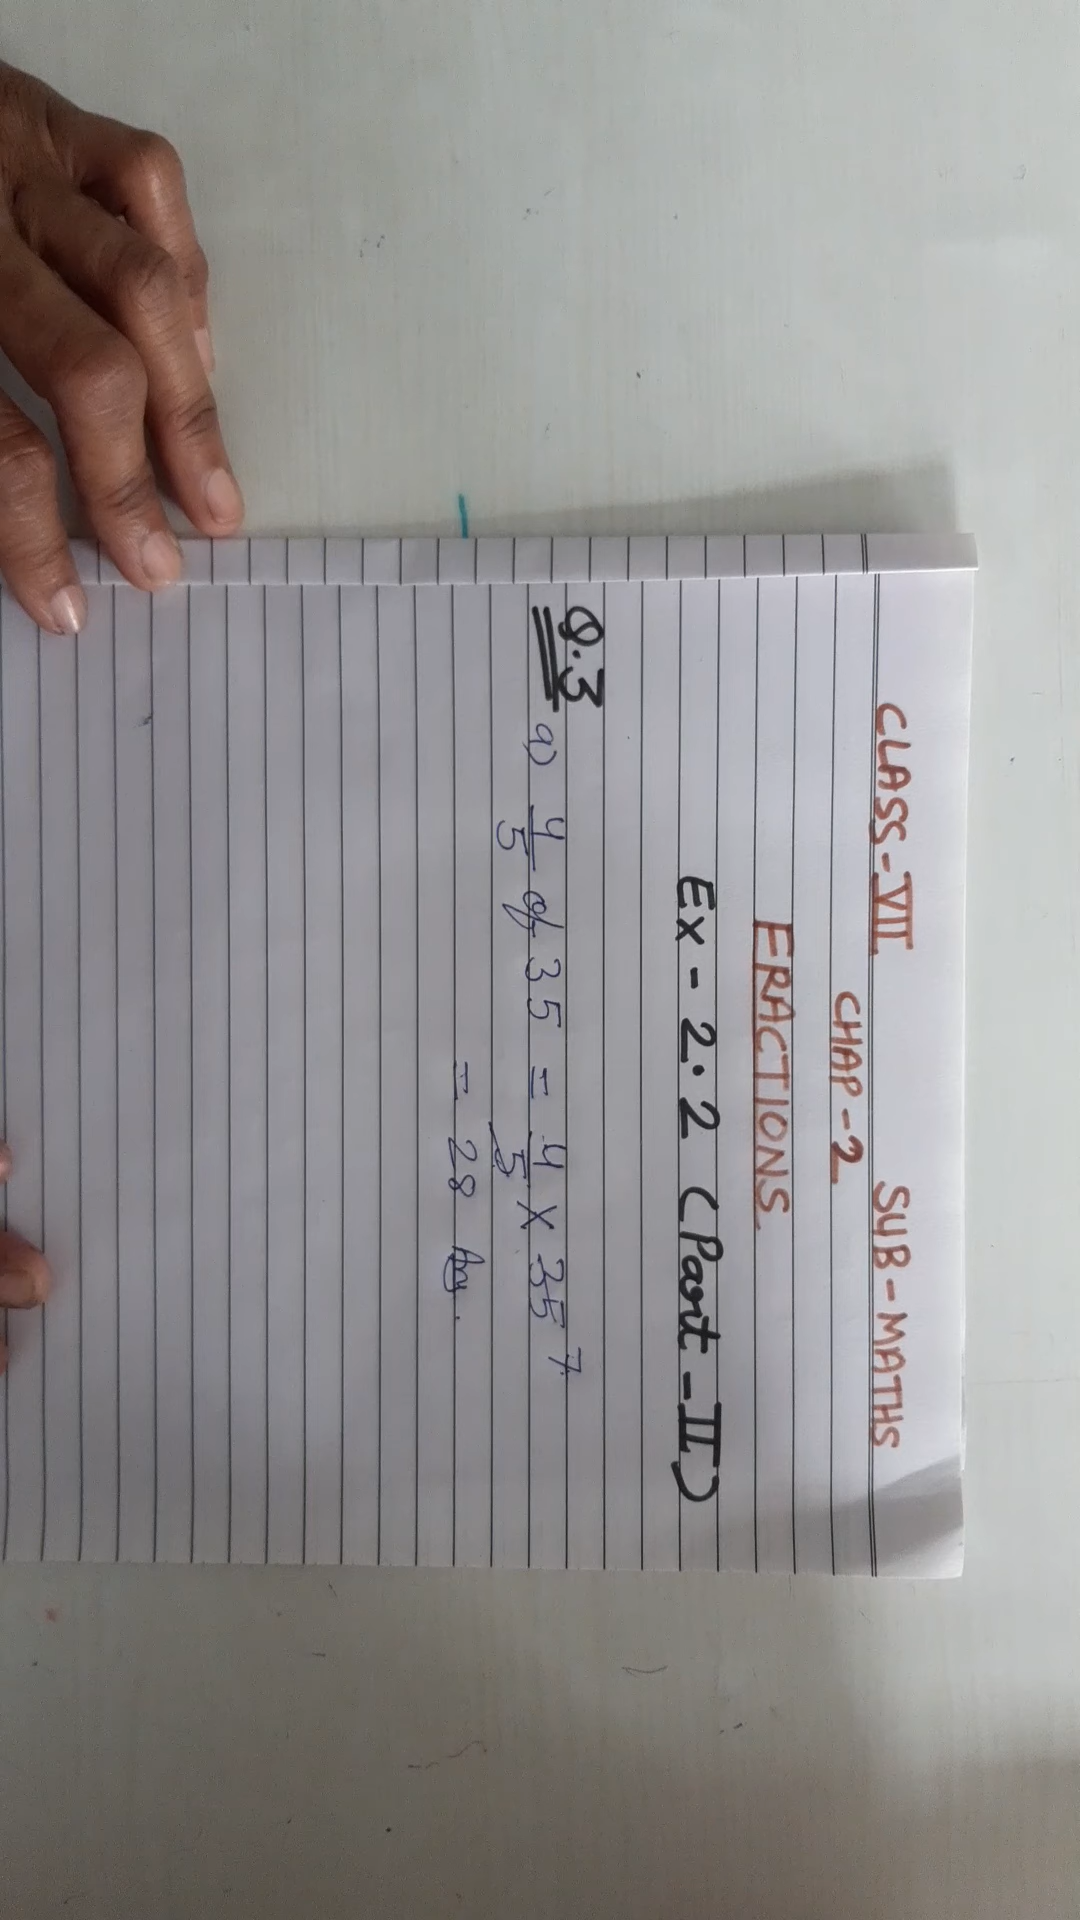 CLASS-VII SUB-MATHS
CHAP-2
FRACTIONS
Ex-2.2 (Part-II)
Q.3
a) 4/5 of 35 = 4/5 × 35 7
= 28 Ans.